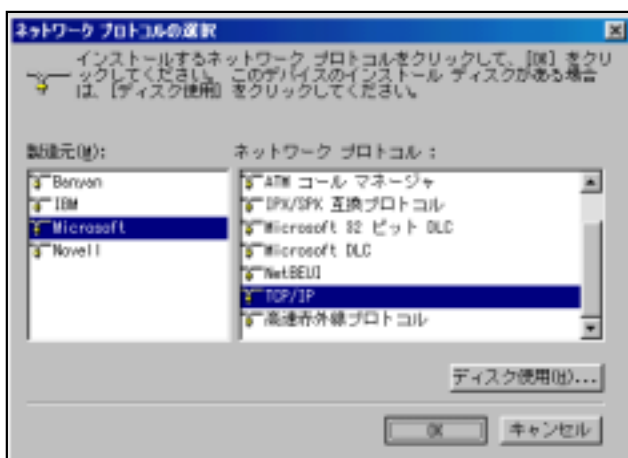 ネットワーク プロトコルの選択
インストールするネットワーク プロトコルをクリックして、[OK] をクリ
ックしてください。 このデバイスのインストール ディスクがある場合
は、[ディスク使用] をクリックしてください。
製造元(M):
Banyan
IBM
Microsoft
Novell
ネットワーク プロトコル :
ATM コール マネージャ
IPX/SPX 互換プロトコル
Microsoft 32 ビット DLC
Microsoft DLC
NetBEUI
TCP/IP
高速赤外線プロトコル
ディスク使用(H)...
OK
キャンセル